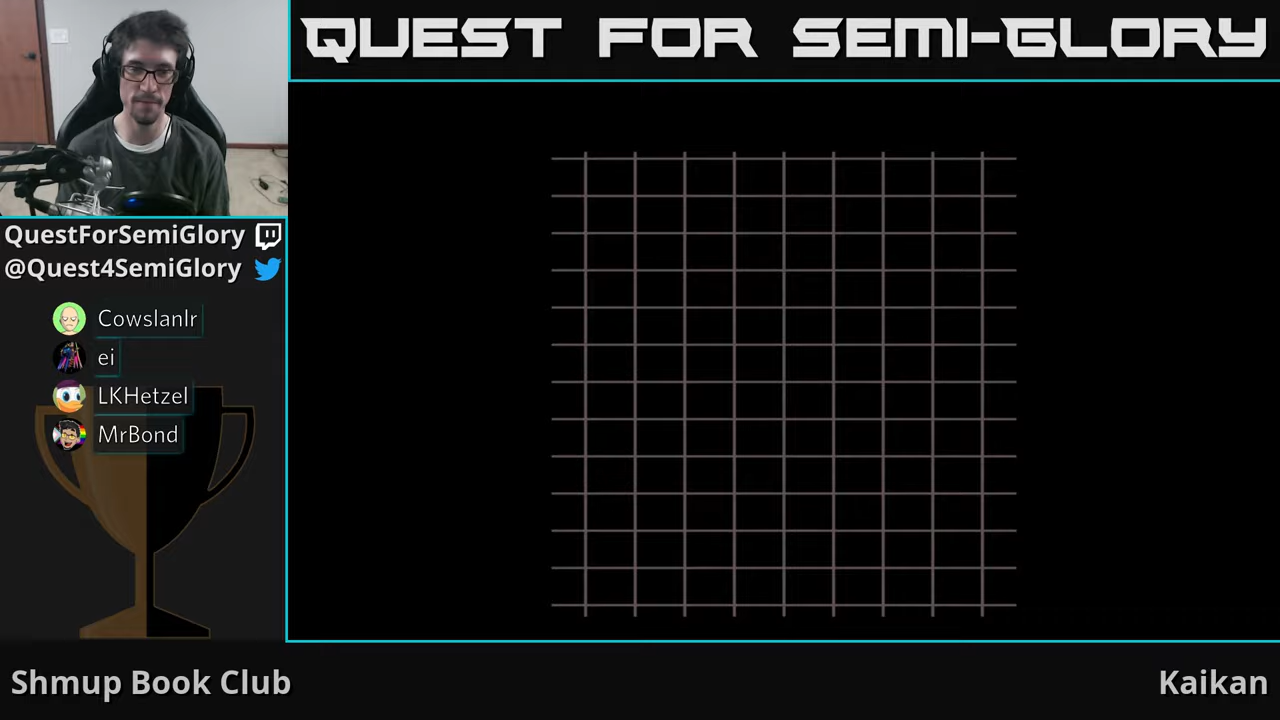 QUEST FOR SEMI-GLORY
QuestForSemiGlory
@Quest4SemiGlory
Cowslanlr
ei
LKHetzel
MrBond
Shmup Book Club
Kaikan